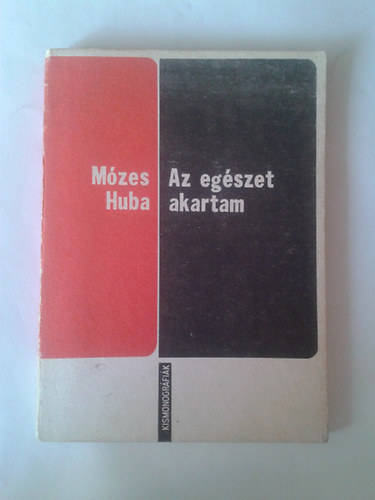 Mózes
Huba
Az egészet
akartam
KISMONOGRÁFIÁK